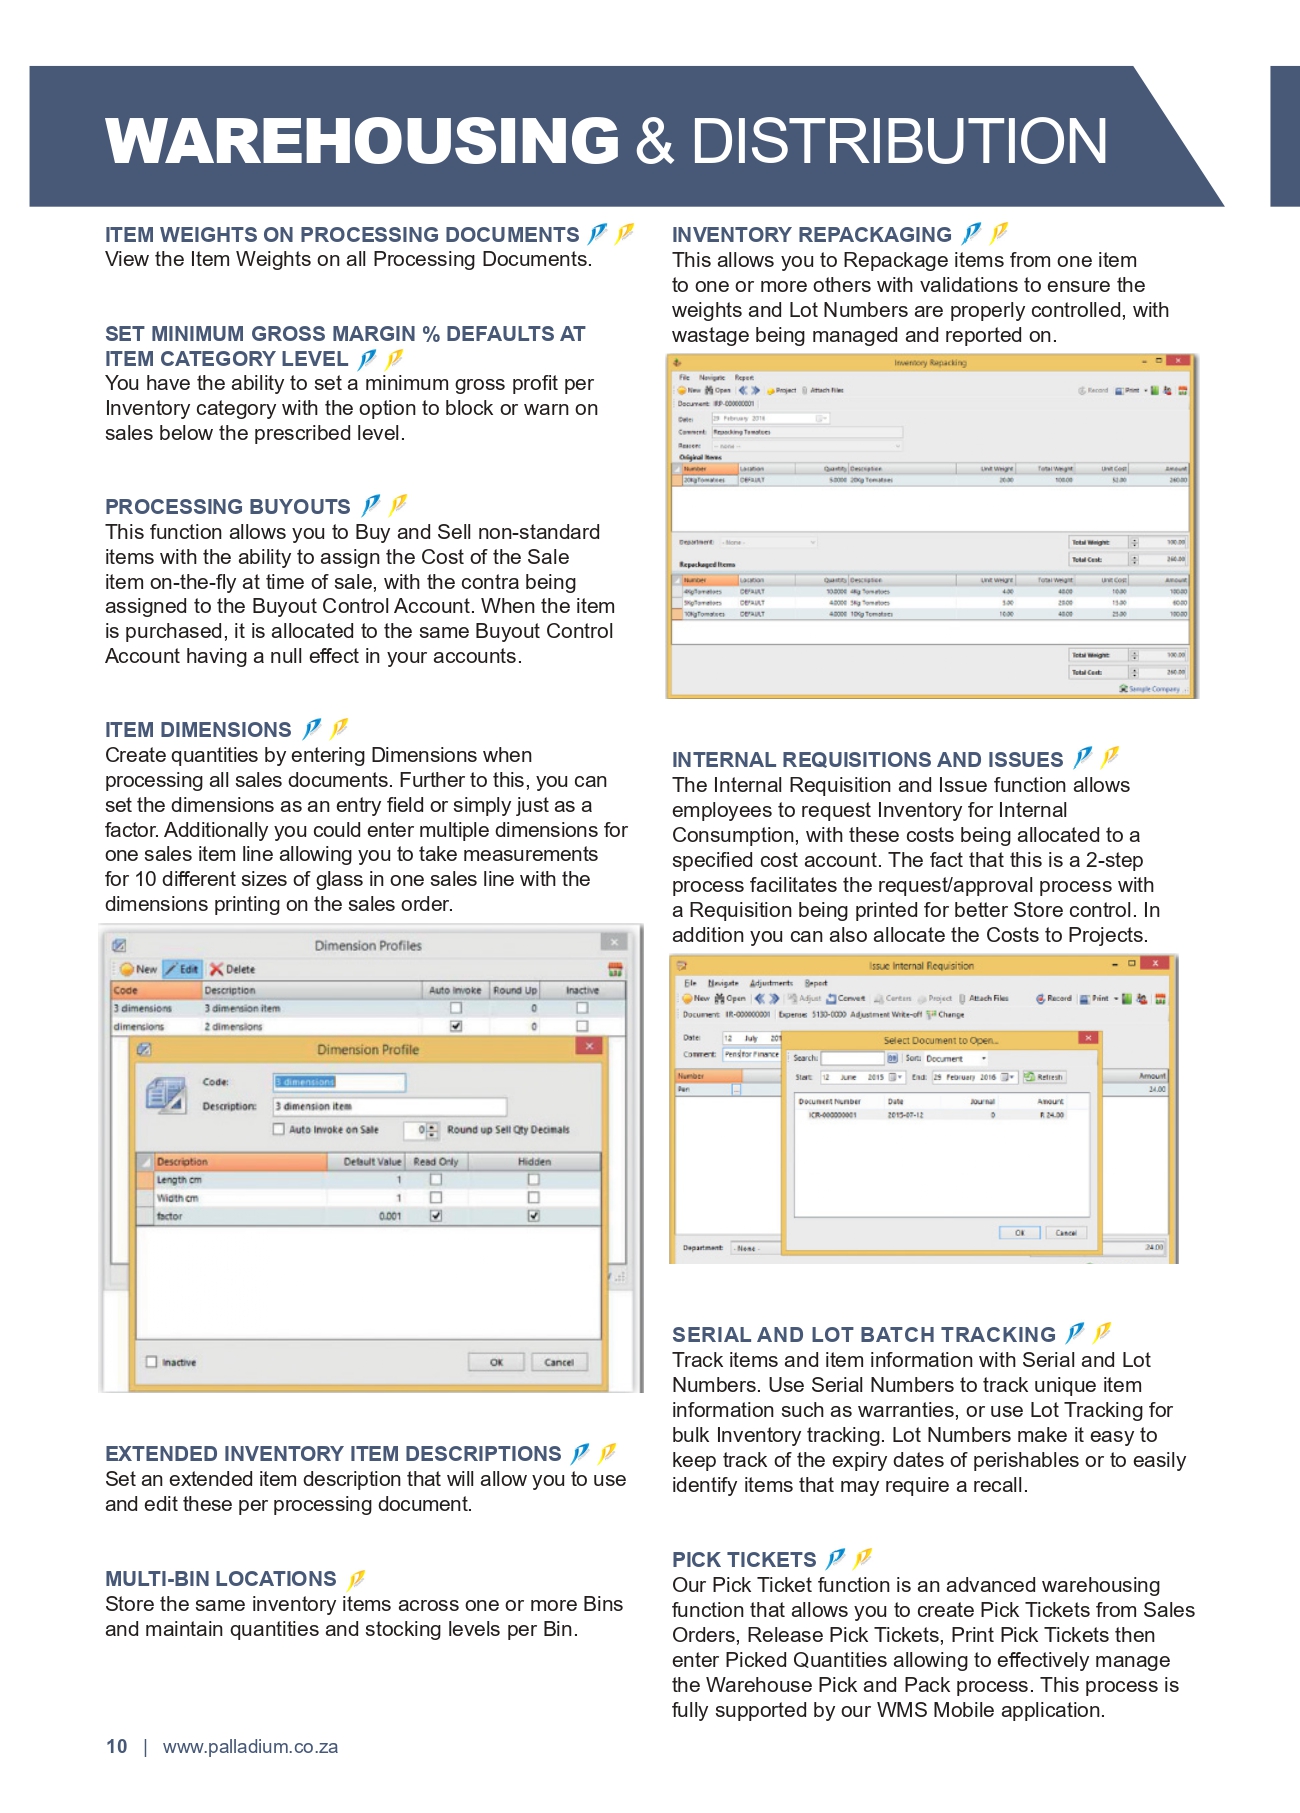 WAREHOUSING & DISTRIBUTION
ITEM WEIGHTS ON PROCESSING DOCUMENTS
View the Item Weights on all Processing Documents.
SET MINIMUM GROSS MARGIN % DEFAULTS AT
ITEM CATEGORY LEVEL
You have the ability to set a minimum gross profit per
Inventory category with the option to block or warn on
sales below the prescribed level.
PROCESSING BUYOUTS
This function allows you to Buy and Sell non-standard
items with the ability to assign the Cost of the Sale
item on-the-fly at time of sale, with the contra being
assigned to the Buyout Control Account. When the item
is purchased, it is allocated to the same Buyout Control
Account having a null effect in your accounts.
ITEM DIMENSIONS
Create quantities by entering Dimensions when
processing all sales documents. Further to this, you can
set the dimensions as an entry field or simply just as a
factor. Additionally you could enter multiple dimensions for
one sales item line allowing you to take measurements
for 10 different sizes of glass in one sales line with the
dimensions printing on the sales order.
Dimension Profiles
New Edit Delete
Code Description Auto Invoke Round Up Inactive
3 dimensions 3 dimension item 0
dimensions 2 dimensions 0
Dimension Profile
Code: 3 dimensions
Description: 3 dimension item
Auto Invoke on Sale 0 Round up Sell Qty Decimals
Description Default Value Read Only Hidden
Length cm 1
Width cm 1
factor 0.001
Inactive OK Cancel
EXTENDED INVENTORY ITEM DESCRIPTIONS
Set an extended item description that will allow you to use
and edit these per processing document.
MULTI-BIN LOCATIONS
Store the same inventory items across one or more Bins
and maintain quantities and stocking levels per Bin.
INVENTORY REPACKAGING
This allows you to Repackage items from one item
to one or more others with validations to ensure the
weights and Lot Numbers are properly controlled, with
wastage being managed and reported on.
Inventory Repacking
File Navigate Report
New Open Project Attach Files Record Print
Document: IRP-000000001
Date: 29 February 2016
Comment: Repacking Tomatoes
Reason: - None -
Original Items
Number Location Quantity Description Unit Weight Total Weight Unit Cost Amount
20KgTomatoes DEFAULT 5.0000 20Kg Tomatoes 20.00 100.00 52.00 260.00
Department: - None - Total Weight: 100.00
Total Cost: 260.00
Repackaged Items
Number Location Quantity Description Unit Weight Total Weight Unit Cost Amount
4KgTomatoes DEFAULT 10.0000 4Kg Tomatoes 4.00 40.00 10.00 100.00
5KgTomatoes DEFAULT 4.0000 5Kg Tomatoes 5.00 20.00 15.00 60.00
10KgTomatoes DEFAULT 4.0000 10Kg Tomatoes 10.00 40.00 25.00 100.00
Total Weight: 100.00
Total Cost: 260.00
Sample Company
INTERNAL REQUISITIONS AND ISSUES
The Internal Requisition and Issue function allows
employees to request Inventory for Internal
Consumption, with these costs being allocated to a
specified cost account. The fact that this is a 2-step
process facilitates the request/approval process with
a Requisition being printed for better Store control. In
addition you can also allocate the Costs to Projects.
Issue Internal Requisition
File Navigate Adjustments Report
New Open Adjust Convert Project Attach Files Record Print
Document: IR-000000001 Expense: 5130-0000 Adjustment Write-off Change
Date: 12 July 201
Comment: Pens for Finance
Number Amount
Pen 24.00
Select Document to Open...
Search: Sort: Document
Start: 12 June 2015 End: 29 February 2016 Refresh
Document Number Date Journal Amount
ICR-000000001 2015-07-12 0 R 24.00
OK Cancel
Department: - None - 24.00
SERIAL AND LOT BATCH TRACKING
Track items and item information with Serial and Lot
Numbers. Use Serial Numbers to track unique item
information such as warranties, or use Lot Tracking for
bulk Inventory tracking. Lot Numbers make it easy to
keep track of the expiry dates of perishables or to easily
identify items that may require a recall.
PICK TICKETS
Our Pick Ticket function is an advanced warehousing
function that allows you to create Pick Tickets from Sales
Orders, Release Pick Tickets, Print Pick Tickets then
enter Picked Quantities allowing to effectively manage
the Warehouse Pick and Pack process. This process is
fully supported by our WMS Mobile application.
10 | www.palladium.co.za